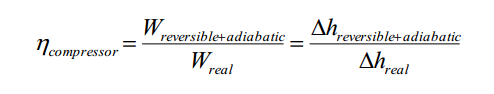 η_compressor = W_reversible+adiabatic / W_real = Δh_reversible+adiabatic / Δh_real